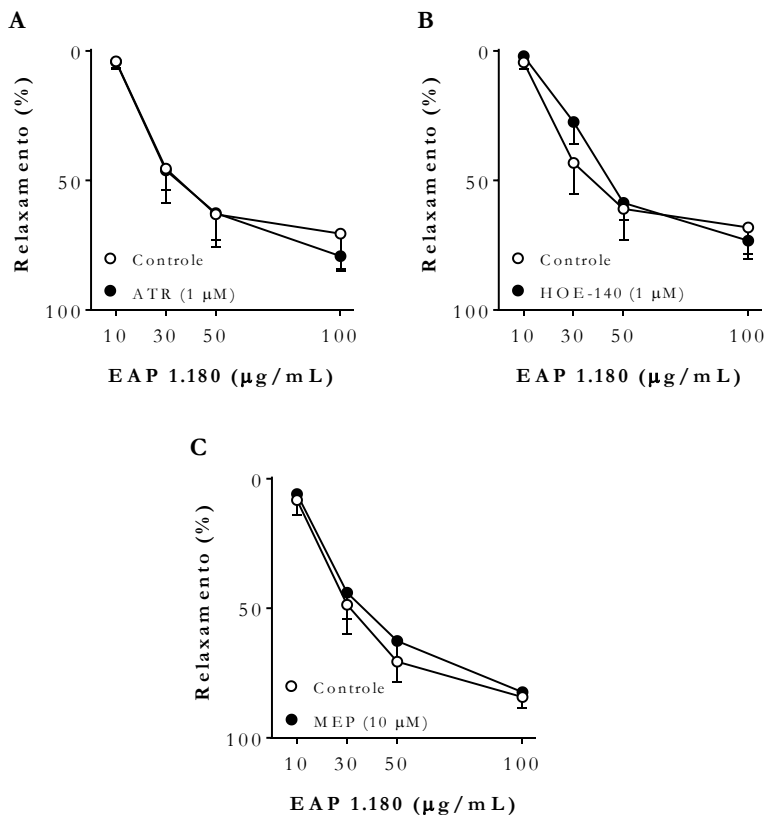 A
0
50
100
Relaxamento (%)
Controle
ATR (1 µM)
10 30 50 100
EAP 1.180 (µg/mL)
B
0
50
100
Relaxamento (%)
Controle
HOE-140 (1 µM)
10 30 50 100
EAP 1.180 (µg/mL)
C
0
50
100
Relaxamento (%)
Controle
MEP (10 µM)
10 30 50 100
EAP 1.180 (µg/mL)